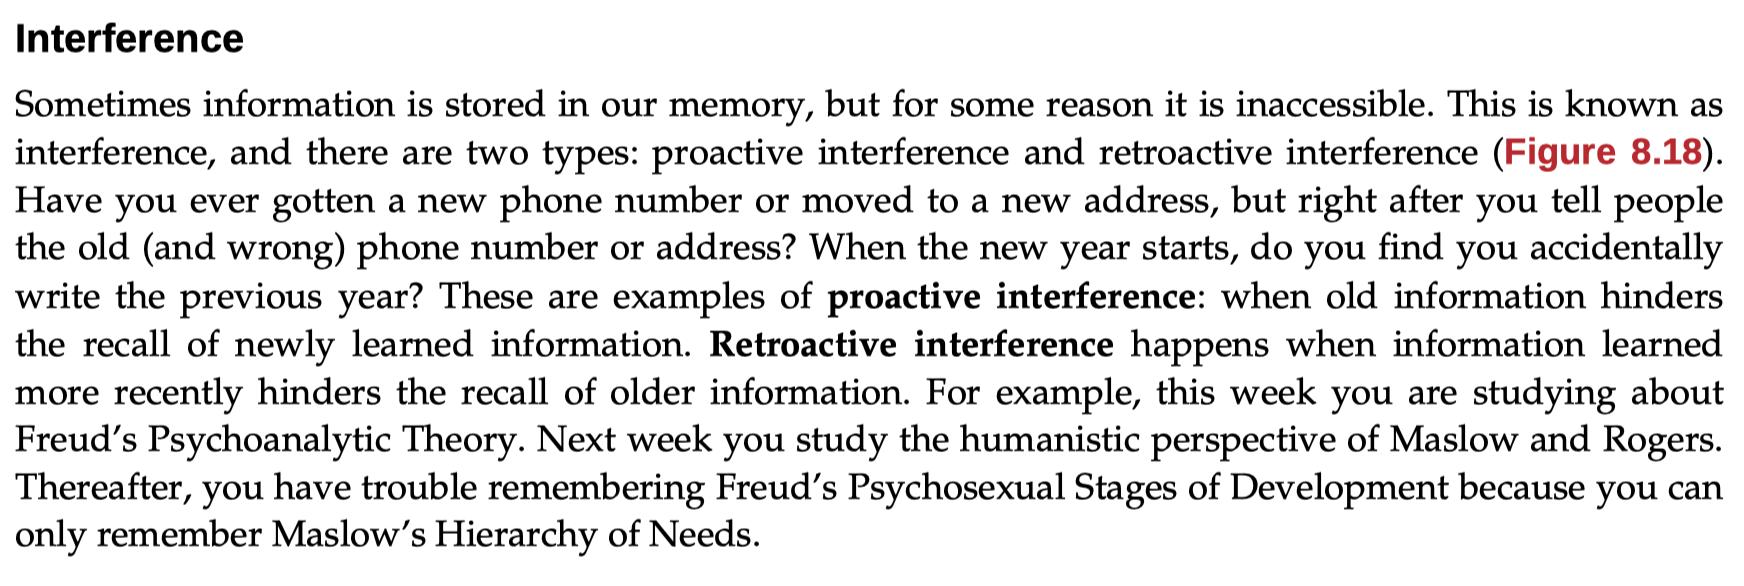 Interference
Sometimes information is stored in our memory, but for some reason it is inaccessible. This is known as
interference, and there are two types: proactive interference and retroactive interference (Figure 8.18).
Have you ever gotten a new phone number or moved to a new address, but right after you tell people
the old (and wrong) phone number or address? When the new year starts, do you find you accidentally
write the previous year? These are examples of proactive interference: when old information hinders
the recall of newly learned information. Retroactive interference happens when information learned
more recently hinders the recall of older information. For example, this week you are studying about
Freud’s Psychoanalytic Theory. Next week you study the humanistic perspective of Maslow and Rogers.
Thereafter, you have trouble remembering Freud’s Psychosexual Stages of Development because you can
only remember Maslow’s Hierarchy of Needs.